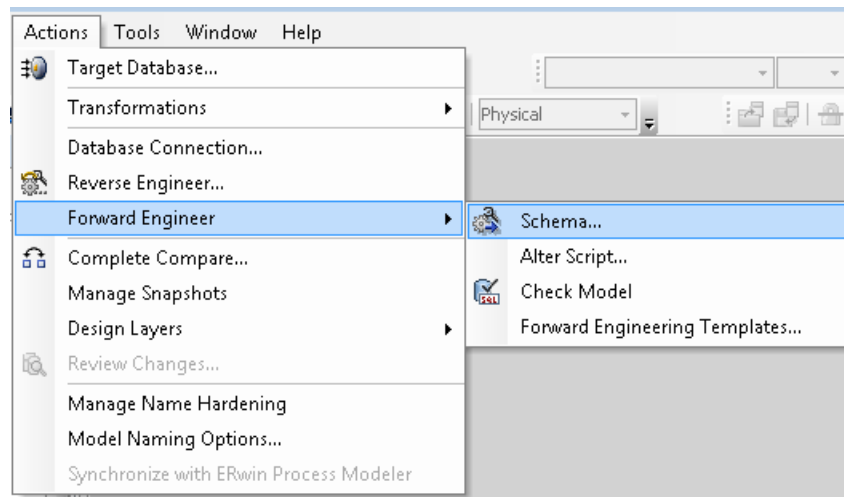 Actions Tools Window Help
Target Database...
Transformations
Physical
Database Connection...
Reverse Engineer...
Forward Engineer
Schema...
Complete Compare...
Alter Script...
Manage Snapshots
Check Model
SQL
Design Layers
Forward Engineering Templates...
Review Changes...
Manage Name Hardening
Model Naming Options...
Synchronize with ERwin Process Modeler